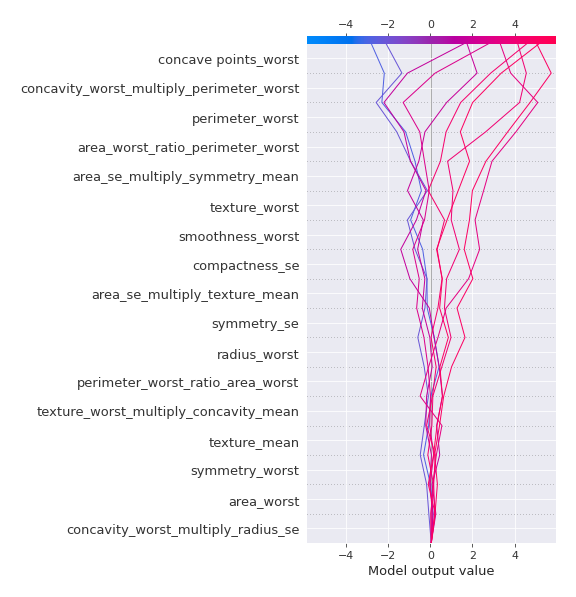 −4 −2 0 2 4
concave points_worst
concavity_worst_multiply_perimeter_worst
perimeter_worst
area_worst_ratio_perimeter_worst
area_se_multiply_symmetry_mean
texture_worst
smoothness_worst
compactness_se
area_se_multiply_texture_mean
symmetry_se
radius_worst
perimeter_worst_ratio_area_worst
texture_worst_multiply_concavity_mean
texture_mean
symmetry_worst
area_worst
concavity_worst_multiply_radius_se
−4 −2 0 2 4
Model output value